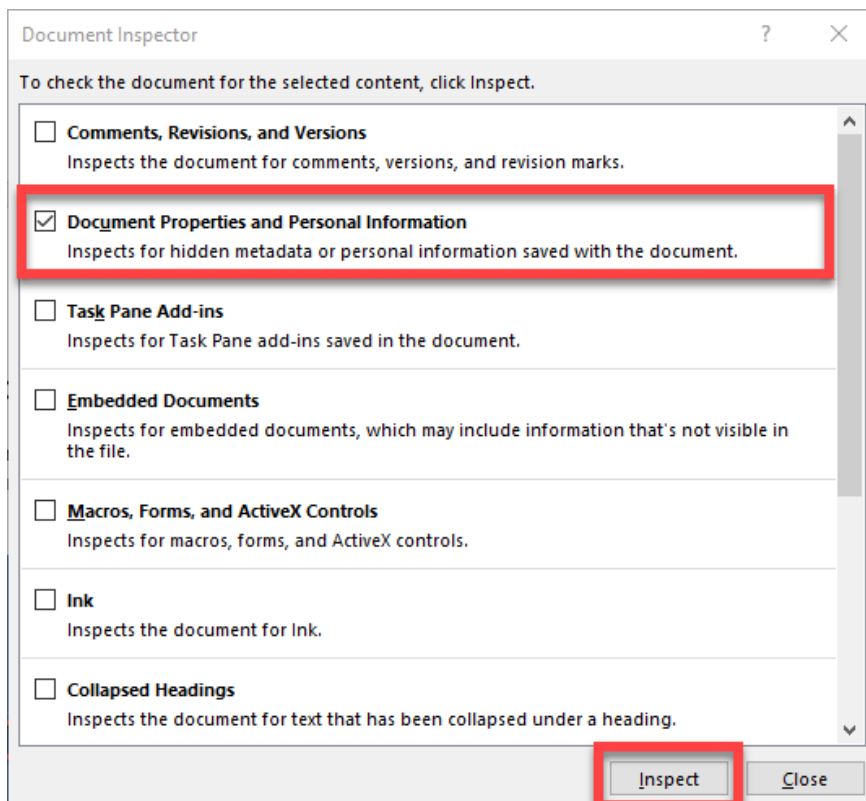 Document Inspector ?
To check the document for the selected content, click Inspect.
Comments, Revisions, and Versions
Inspects the document for comments, versions, and revision marks.
Document Properties and Personal Information
Inspects for hidden metadata or personal information saved with the document.
Task Pane Add-ins
Inspects for Task Pane add-ins saved in the document.
Embedded Documents
Inspects for embedded documents, which may include information that's not visible in
the file.
Macros, Forms, and ActiveX Controls
Inspects for macros, forms, and ActiveX controls.
Ink
Inspects the document for Ink.
Collapsed Headings
Inspects the document for text that has been collapsed under a heading.
Inspect Close